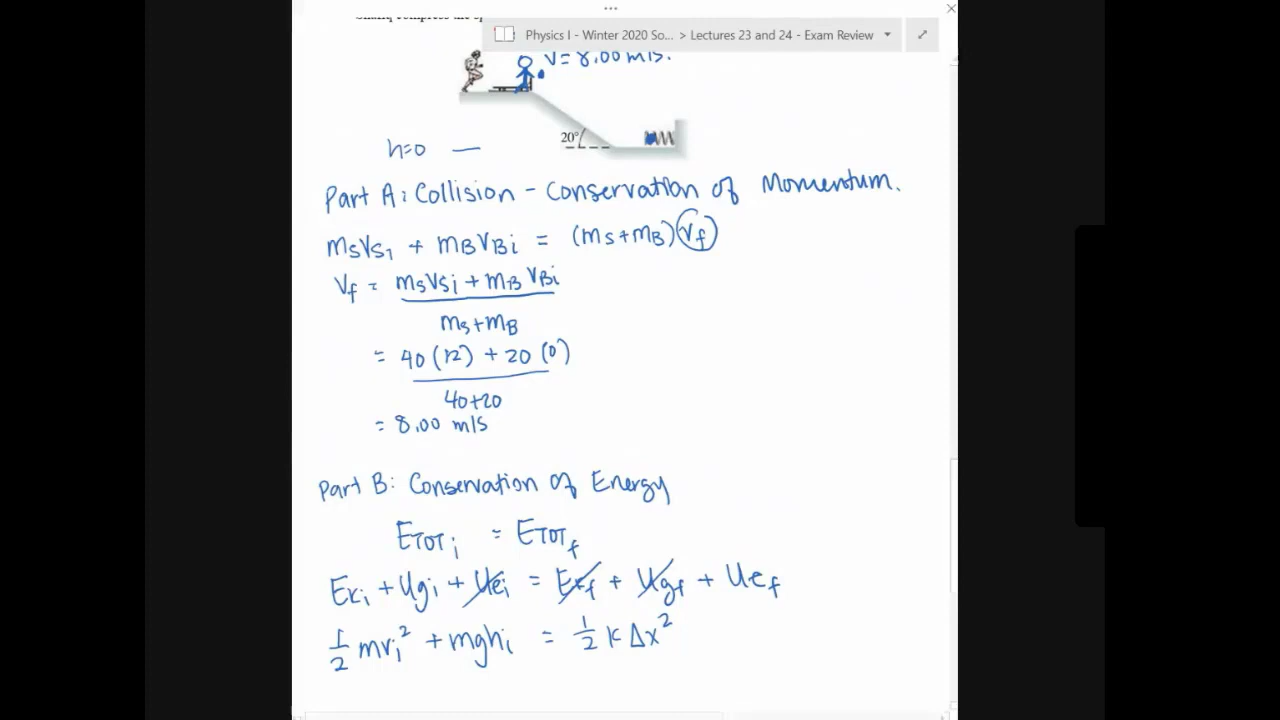 Physics I - Winter 2020 So... > Lectures 23 and 24 - Exam Review
V = 8.00 m/s.
20°
h=0
Part A: Collision - Conservation of Momentum.
msvs1 + mBvBi = (ms+mB)vf
vf = msvsi + mBvBi
ms+mB
= 40(12) + 20(0)
40+20
= 8.00 m/s
Part B: Conservation of Energy
ETOTi = ETOTf
EKi + Ugi + Uei = EKf + Ugf + Uef
1/2 mvi² + mghi = 1/2 k Δx²